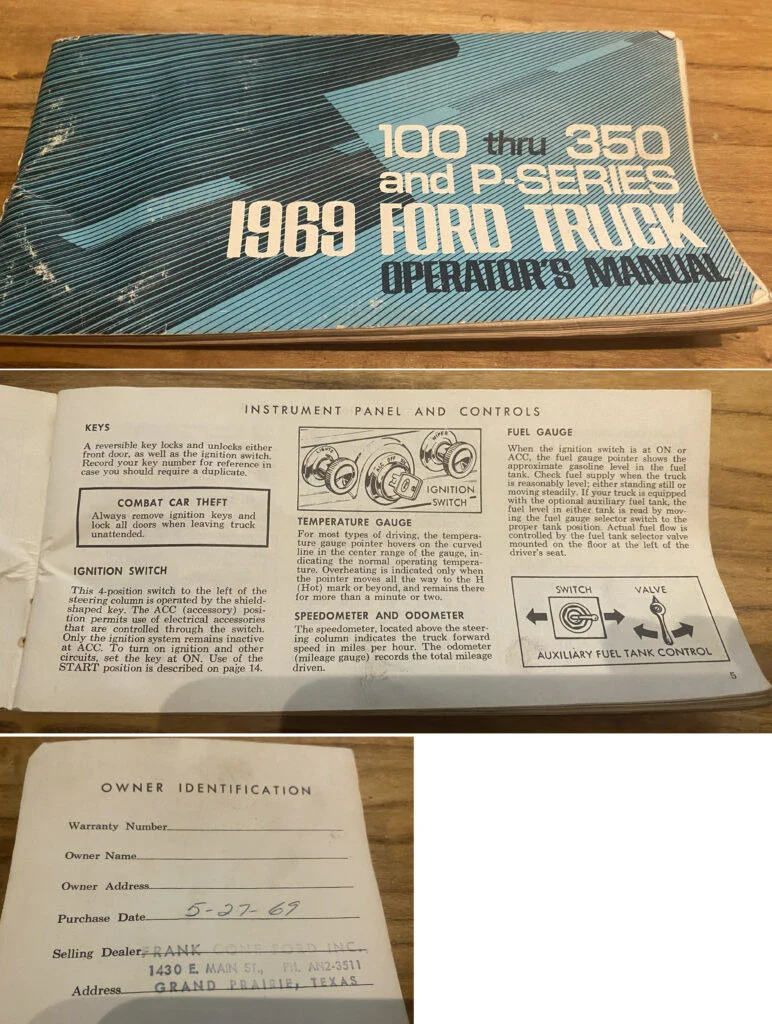 100 thru 350
and P-SERIES
1969 FORD TRUCK
OPERATOR'S MANUAL
INSTRUMENT PANEL AND CONTROLS
KEYS
A reversible key locks and unlocks either
front door, as well as the ignition switch.
Record your key number for reference in
case you should require a duplicate.
COMBAT CAR THEFT
Always remove ignition keys and
lock all doors when leaving truck
unattended.
IGNITION SWITCH
This 4-position switch to the left of the
steering column is operated by the shield-
shaped key. The ACC (accessory) posi-
tion permits use of electrical accessories
that are controlled through the switch.
Only the ignition system remains inactive
at ACC. To turn on ignition and other
circuits, set the key at ON. Use of the
START position is described on page 14.
LIGHTS
ACC OFF
WIPER
IGNITION
SWITCH
TEMPERATURE GAUGE
For most types of driving, the tempera-
ture gauge pointer hovers on the curved
line in the center range of the gauge, in-
dicating the normal operating tempera-
ture. Overheating is indicated only when
the pointer moves all the way to the H
(Hot) mark or beyond, and remains there
for more than a minute or two.
SPEEDOMETER AND ODOMETER
The speedometer, located above the steer-
ing column indicates the truck forward
speed in miles per hour. The odometer
(mileage gauge) records the total mileage
driven.
FUEL GAUGE
When the ignition switch is at ON or
ACC, the fuel gauge pointer shows the
approximate gasoline level in the fuel
tank. Check fuel supply when the truck
is reasonably level; either standing still or
moving steadily. If your truck is equipped
with the optional auxiliary fuel tank, the
fuel level in either tank is read by mov-
ing the fuel gauge selector switch to the
proper tank position. Actual fuel flow is
controlled by the fuel tank selector valve
mounted on the floor at the left of the
driver's seat.
SWITCH VALVE
AUXILIARY FUEL TANK CONTROL
5
OWNER IDENTIFICATION
Warranty Number
Owner Name
Owner Address
Purchase Date 5-27-69
Selling Dealer FRANK CONE FORD INC.
1430 E. MAIN ST., PH. AN2-3511
Address GRAND PRAIRIE, TEXAS